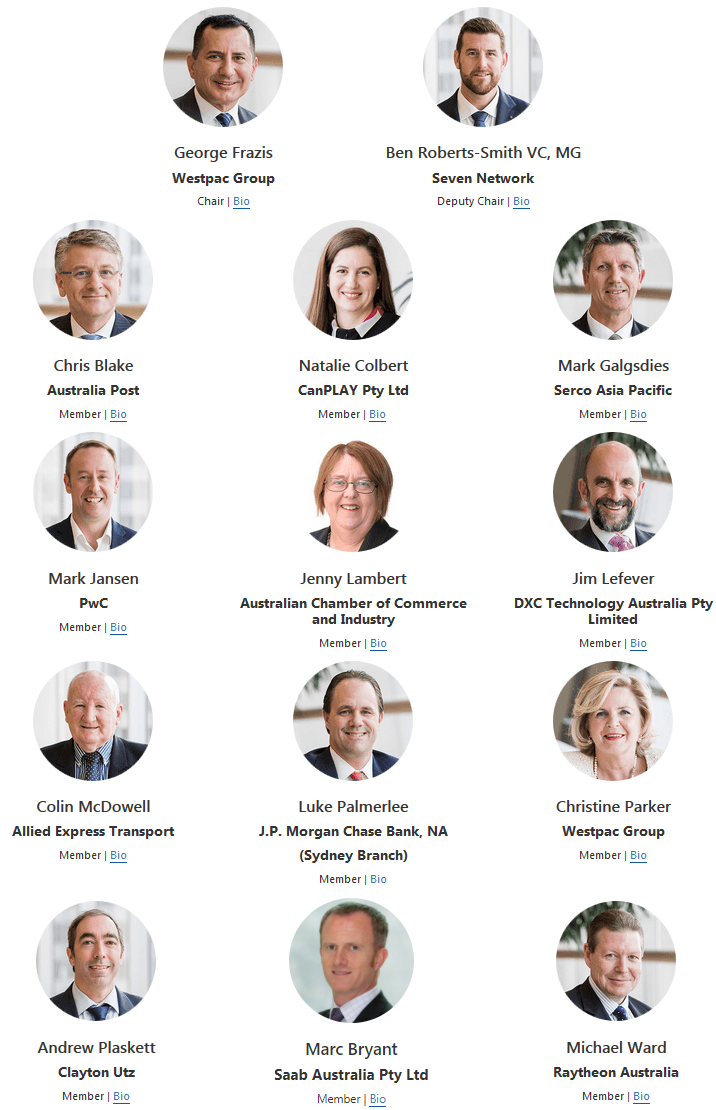 George Frazis
Ben Roberts-Smith VC, MG
Westpac Group
Seven Network
Chair | Bio
Deputy Chair | Bio
Chris Blake
Natalie Colbert
Mark Galgsdies
Australia Post
CanPLAY Pty Ltd
Serco Asia Pacific
Member | Bio
Member | Bio
Member | Bio
Mark Jansen
Jenny Lambert
Jim Lefever
PwC
Australian Chamber of Commerce
and Industry
DXC Technology Australia Pty
Limited
Member | Bio
Member | Bio
Member | Bio
Colin McDowell
Luke Palmerlee
Christine Parker
Allied Express Transport
J.P. Morgan Chase Bank, NA
(Sydney Branch)
Westpac Group
Member | Bio
Member | Bio
Member | Bio
Andrew Plaskett
Marc Bryant
Michael Ward
Clayton Utz
Saab Australia Pty Ltd
Raytheon Australia
Member | Bio
Member | Bio
Member | Bio